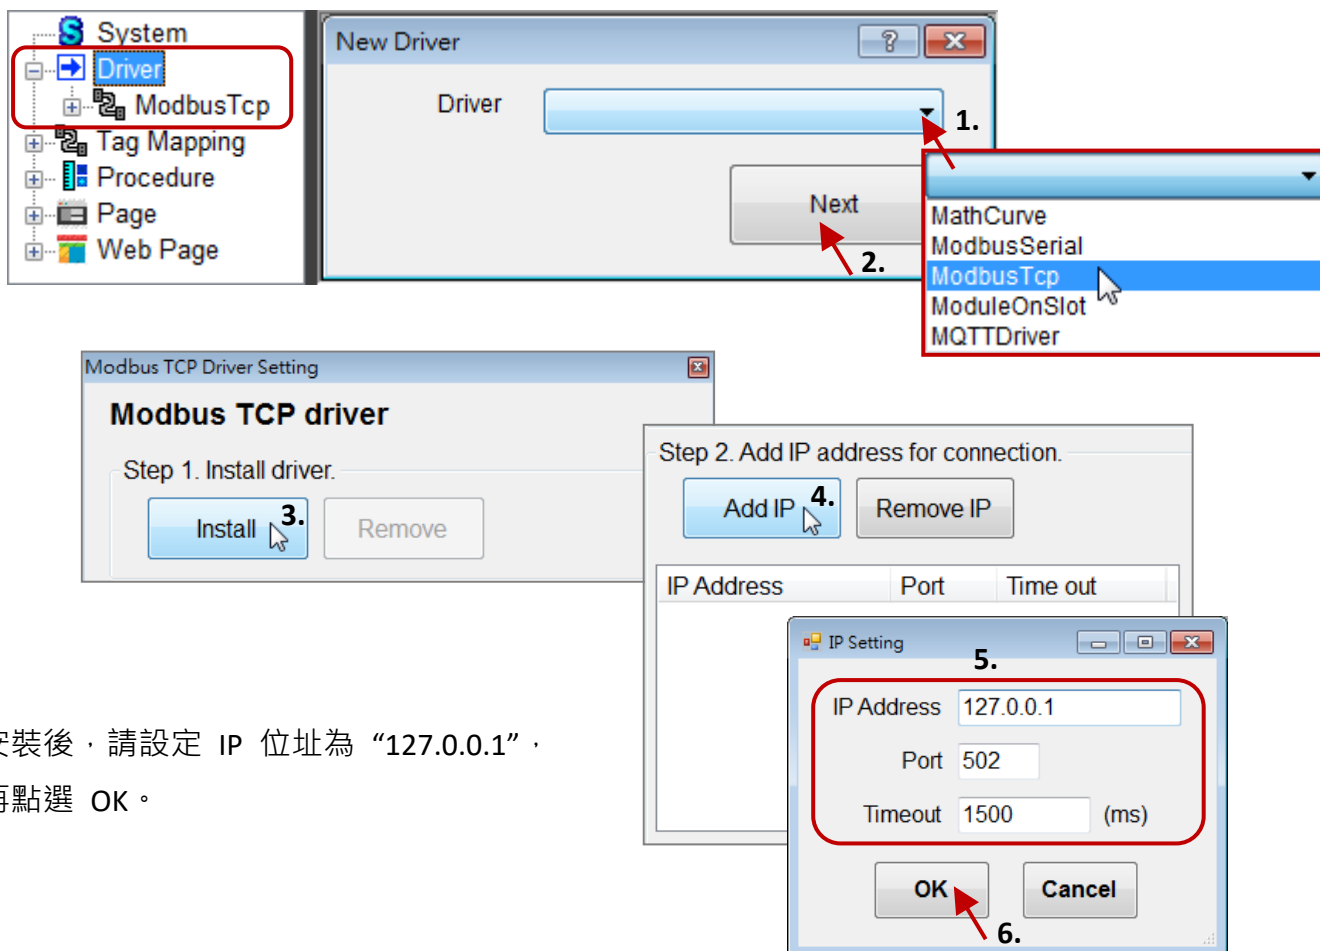 System
Driver
ModbusTcp
Tag Mapping
Procedure
Page
Web Page
New Driver
?
Driver
1.
Next
2.
MathCurve
ModbusSerial
ModbusTcp
ModuleOnSlot
MQTTDriver
Modbus TCP Driver Setting
Modbus TCP driver
Step 1. Install driver.
Install
3.
Remove
Step 2. Add IP address for connection.
Add IP
4.
Remove IP
IP Address Port Time out
IP Setting
5.
IP Address 127.0.0.1
Port 502
Timeout 1500 (ms)
OK
Cancel
6.
安裝後，請設定 IP 位址為 “127.0.0.1”，
再點選 OK。